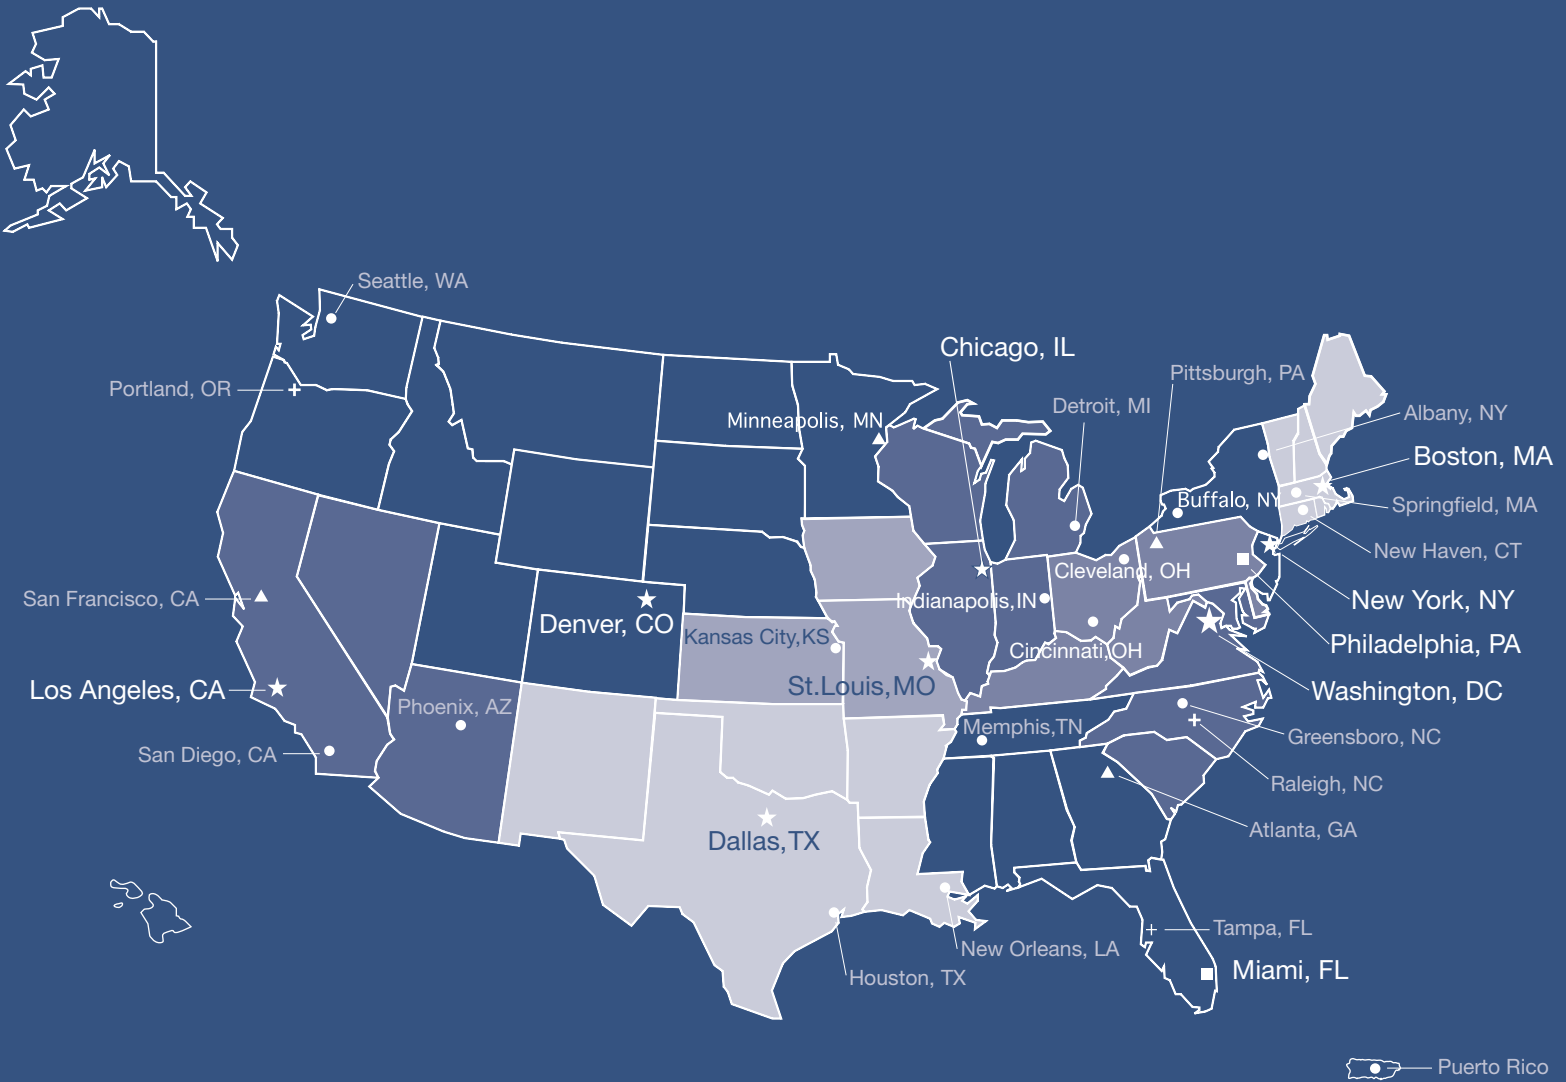 Seattle, WA
Chicago, IL
Pittsburgh, PA
Portland, OR
Detroit, MI
Albany, NY
Minneapolis, MN
Boston, MA
Buffalo, NY
Springfield, MA
New Haven, CT
Cleveland, OH
San Francisco, CA
Indianapolis,IN
New York, NY
Denver, CO
Kansas City,KS
Philadelphia, PA
Cincinnati,OH
Los Angeles, CA
St.Louis,MO
Washington, DC
Phoenix, AZ
Memphis,TN
Greensboro, NC
San Diego, CA
Raleigh, NC
Atlanta, GA
Dallas,TX
Tampa, FL
New Orleans, LA
Miami, FL
Houston, TX
Puerto Rico